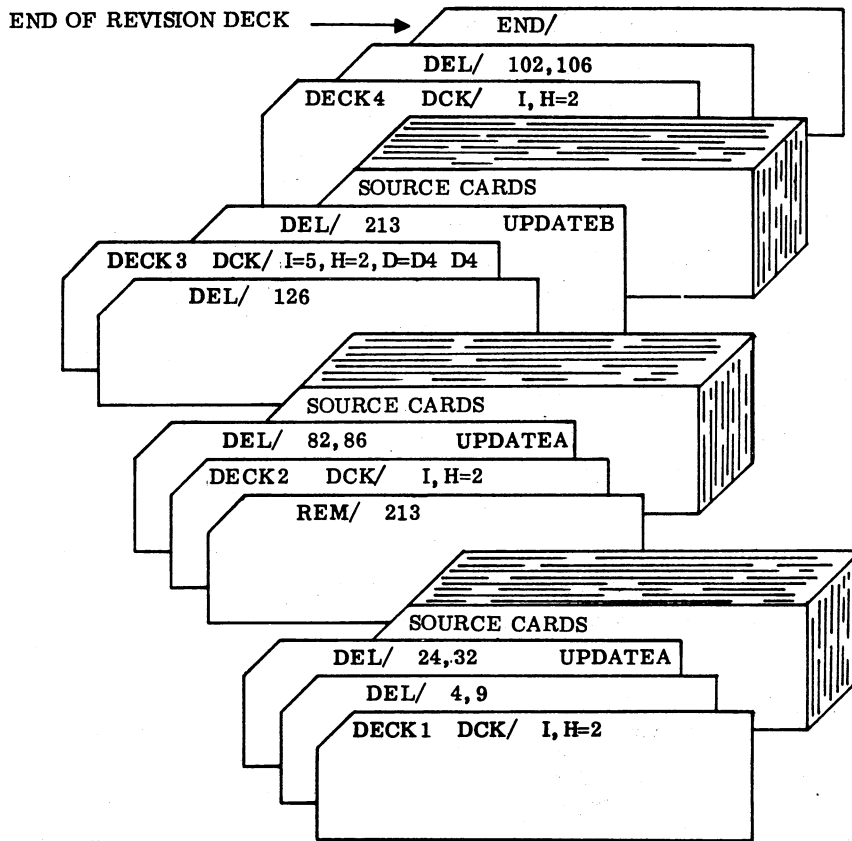 END OF REVISION DECK
END/
DEL/ 102,106
DECK4 DCK/ I,H=2
SOURCE CARDS
DEL/ 213 UPDATEB
DECK3 DCK/ I=5,H=2,D=D4 D4
DEL/ 126
SOURCE CARDS
DEL/ 82,86 UPDATEA
DECK2 DCK/ I,H=2
REM/ 213
SOURCE CARDS
DEL/ 24,32 UPDATEA
DEL/ 4,9
DECK1 DCK/ I,H=2